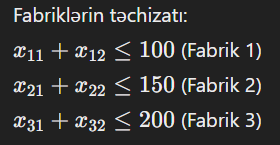 Fabriklərin təchizatı:
x₁₁ + x₁₂ ≤ 100 (Fabrik 1)
x₂₁ + x₂₂ ≤ 150 (Fabrik 2)
x₃₁ + x₃₂ ≤ 200 (Fabrik 3)